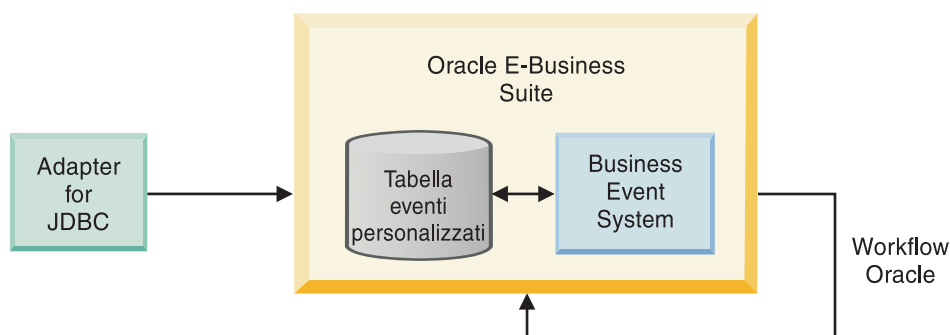 Oracle E-Business
Suite
Adapter
for
JDBC
Tabella
eventi
personalizzati
Business
Event
System
Workflow
Oracle